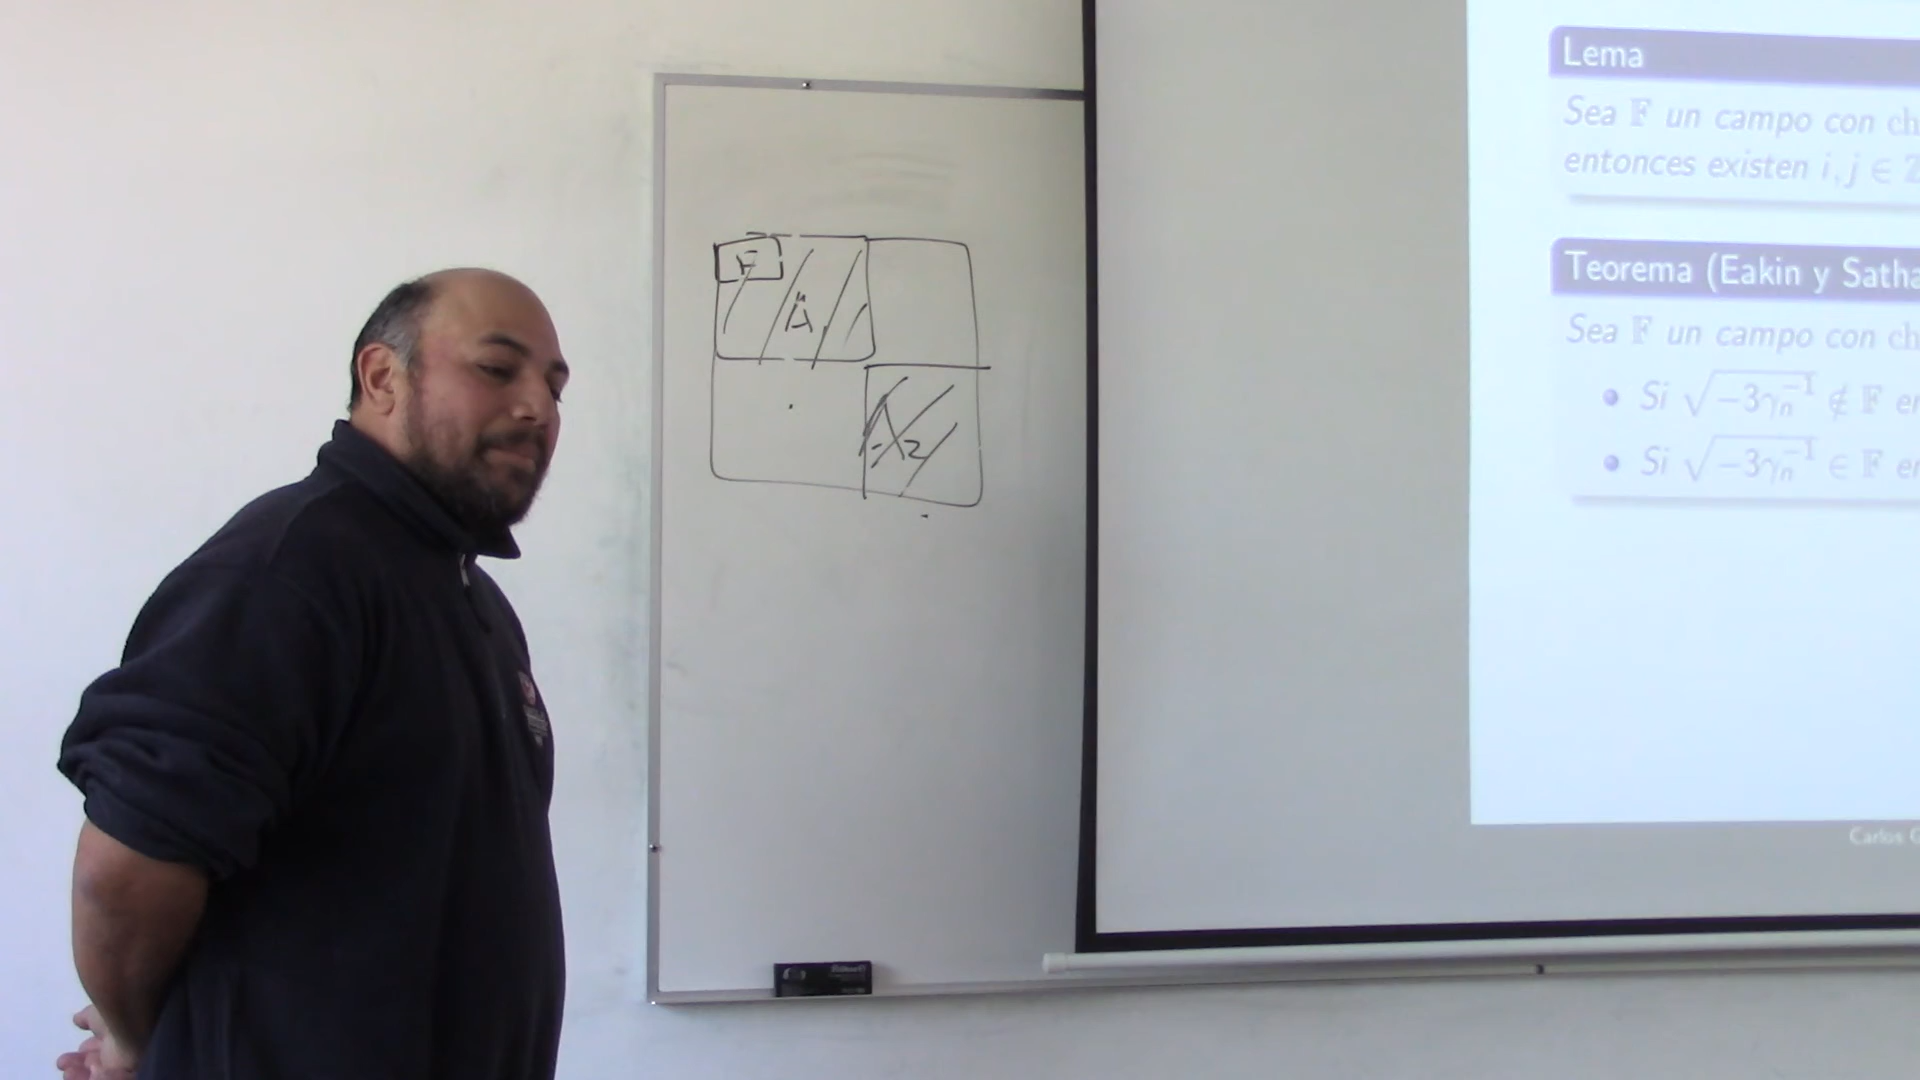 F
A
A2
Lema
Sea 𝔽 un campo con ch
entonces existen i, j ∈ ℤ
Teorema (Eakin y Satha
Sea 𝔽 un campo con ch
• Si √−3γₙ⁻¹ ∉ 𝔽 en
• Si √−3γₙ⁻¹ ∈ 𝔽 en
Carlos